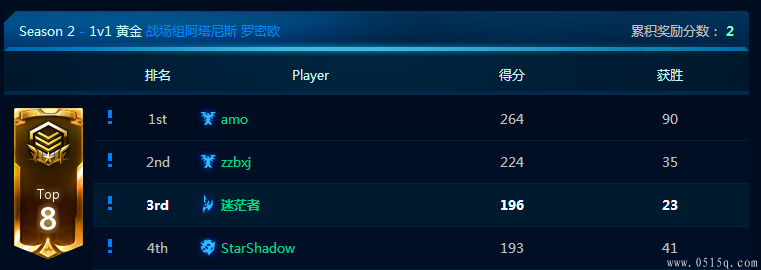 Season 2 - 1v1 黄金 战场组阿塔尼斯 罗密欧 累积奖励分数： 2
排名 Player 得分 获胜
1st amo 264 90
2nd zzbxj 224 35
Top
8
3rd 迷茫者 196 23
4th StarShadow 193 41
www.0515q.com